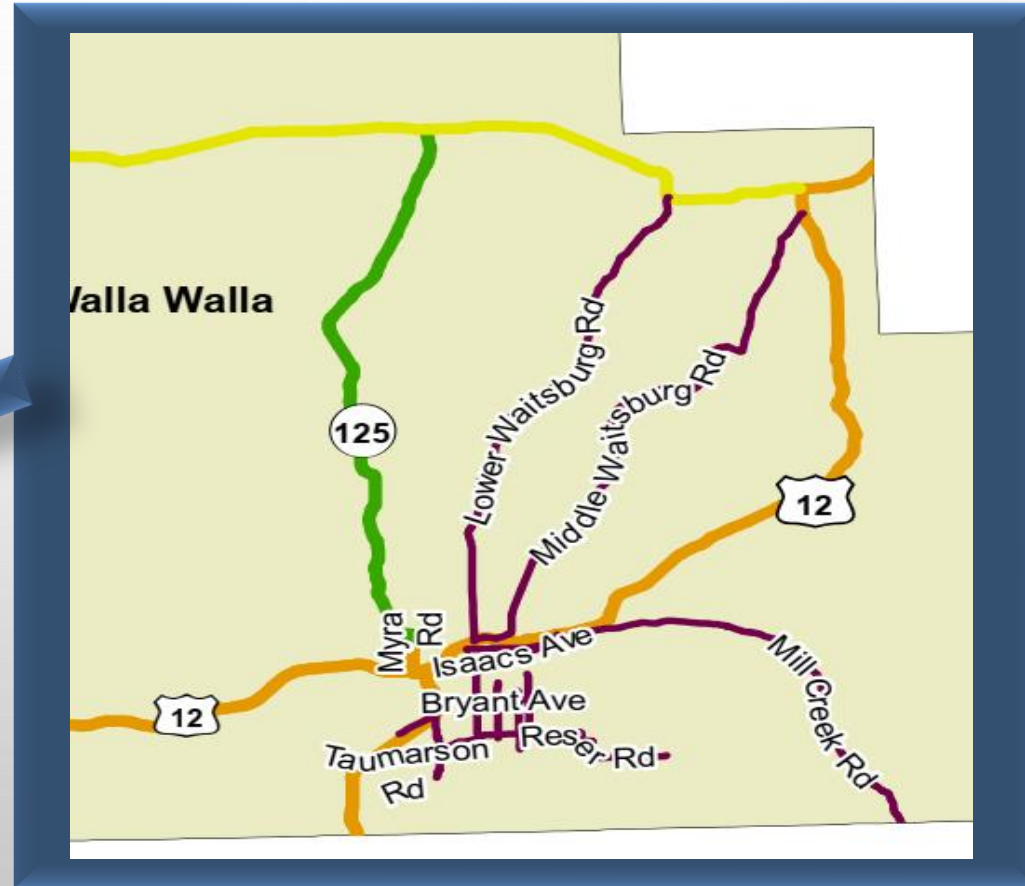 Walla Walla
125
Lower Waitsburg Rd
Middle Waitsburg Rd
12
Myra
Rd
Isaacs Ave
Mill Creek Rd
12
Bryant Ave
Taumarson
Rd
Reser Rd